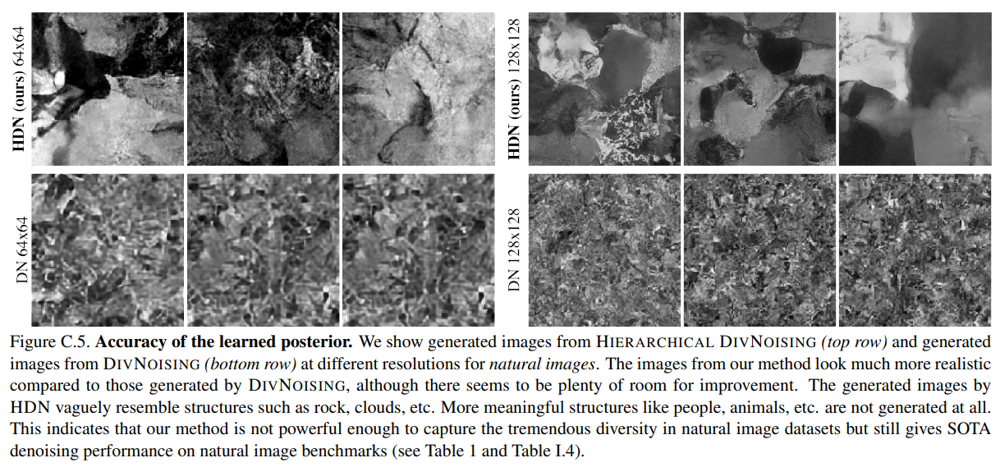 HDN (ours) 64x64
HDN (ours) 128x128
DN 64x64
DN 128x128
Figure C.5. Accuracy of the learned posterior. We show generated images from HIERARCHICAL DIVNOISING (top row) and generated
images from DIVNOISING (bottom row) at different resolutions for natural images. The images from our method look much more realistic
compared to those generated by DIVNOISING, although there seems to be plenty of room for improvement. The generated images by
HDN vaguely resemble structures such as rock, clouds, etc. More meaningful structures like people, animals, etc. are not generated at all.
This indicates that our method is not powerful enough to capture the tremendous diversity in natural image datasets but still gives SOTA
denoising performance on natural image benchmarks (see Table 1 and Table I.4).